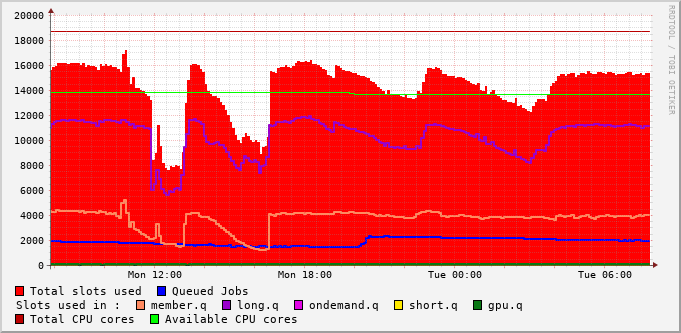 20000
18000
16000
14000
12000
10000
8000
6000
4000
2000
0
Mon 12:00 Mon 18:00 Tue 00:00 Tue 06:00
RRDTOOL / TOBI OETIKER
Total slots used Queued Jobs
Slots used in : member.q long.q ondemand.q short.q gpu.q
Total CPU cores Available CPU cores